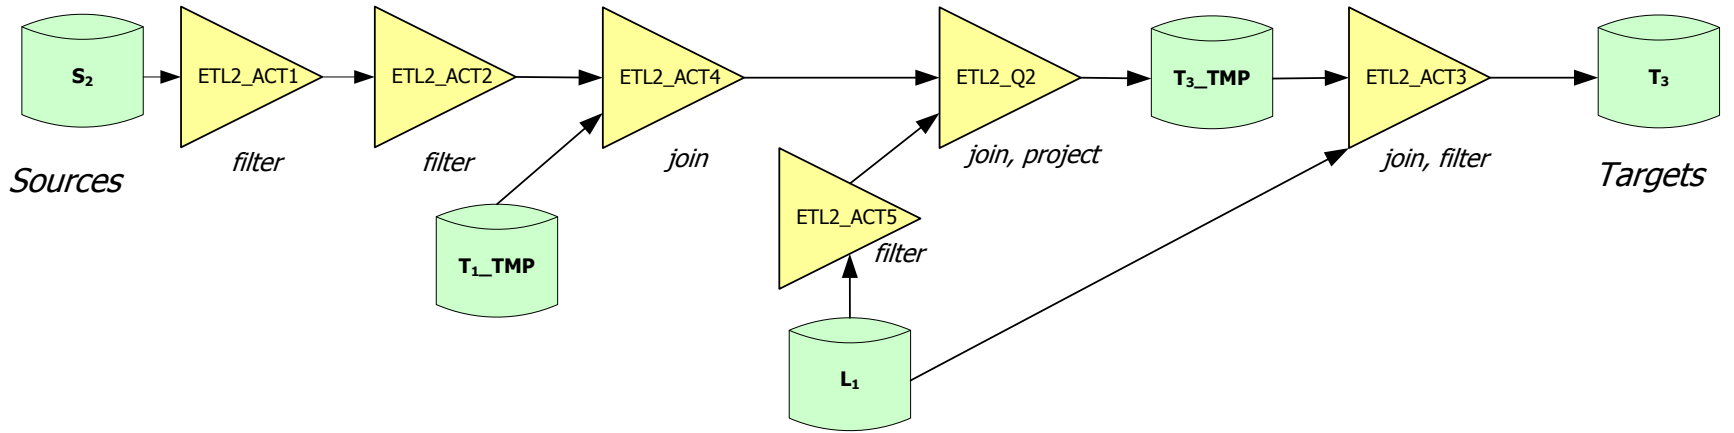 S₂
ETL2_ACT1
ETL2_ACT2
ETL2_ACT4
ETL2_Q2
T₃_TMP
ETL2_ACT3
T₃
Sources
filter
filter
join
join, project
join, filter
Targets
ETL2_ACT5
filter
T₁_TMP
L₁